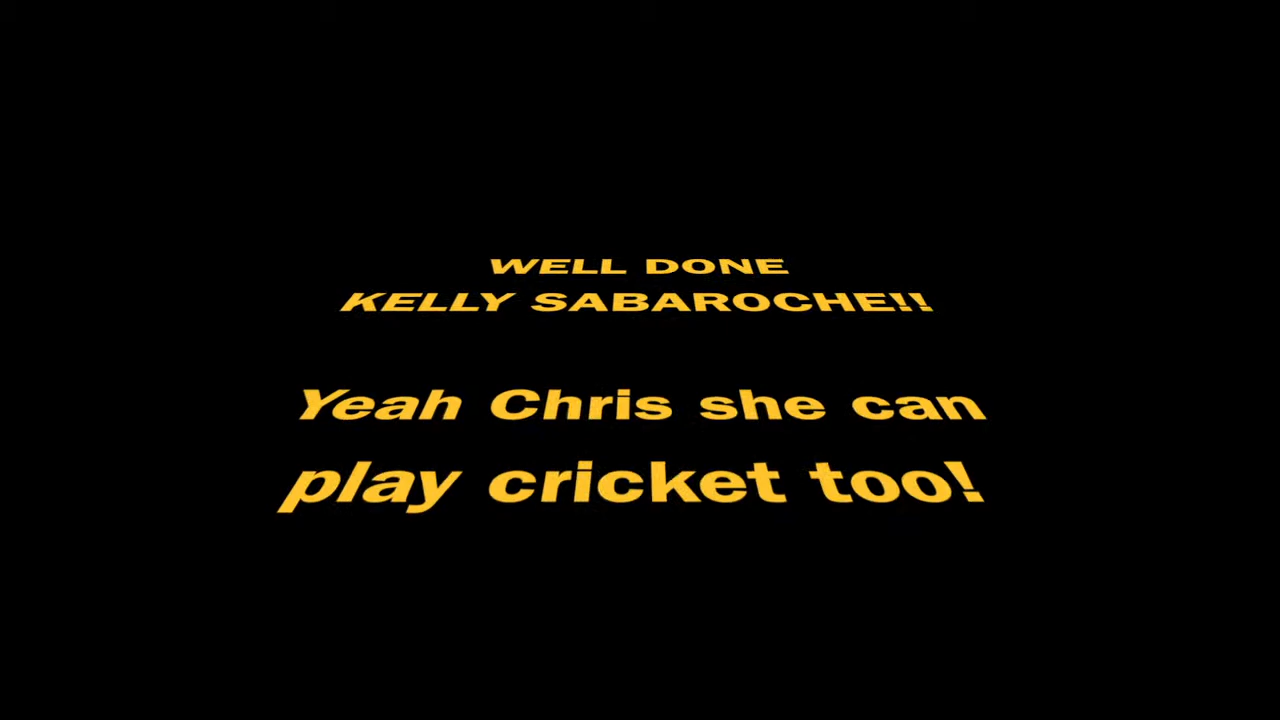 WELL DONE
KELLY SABAROCHE!!
Yeah Chris she can
play cricket too!